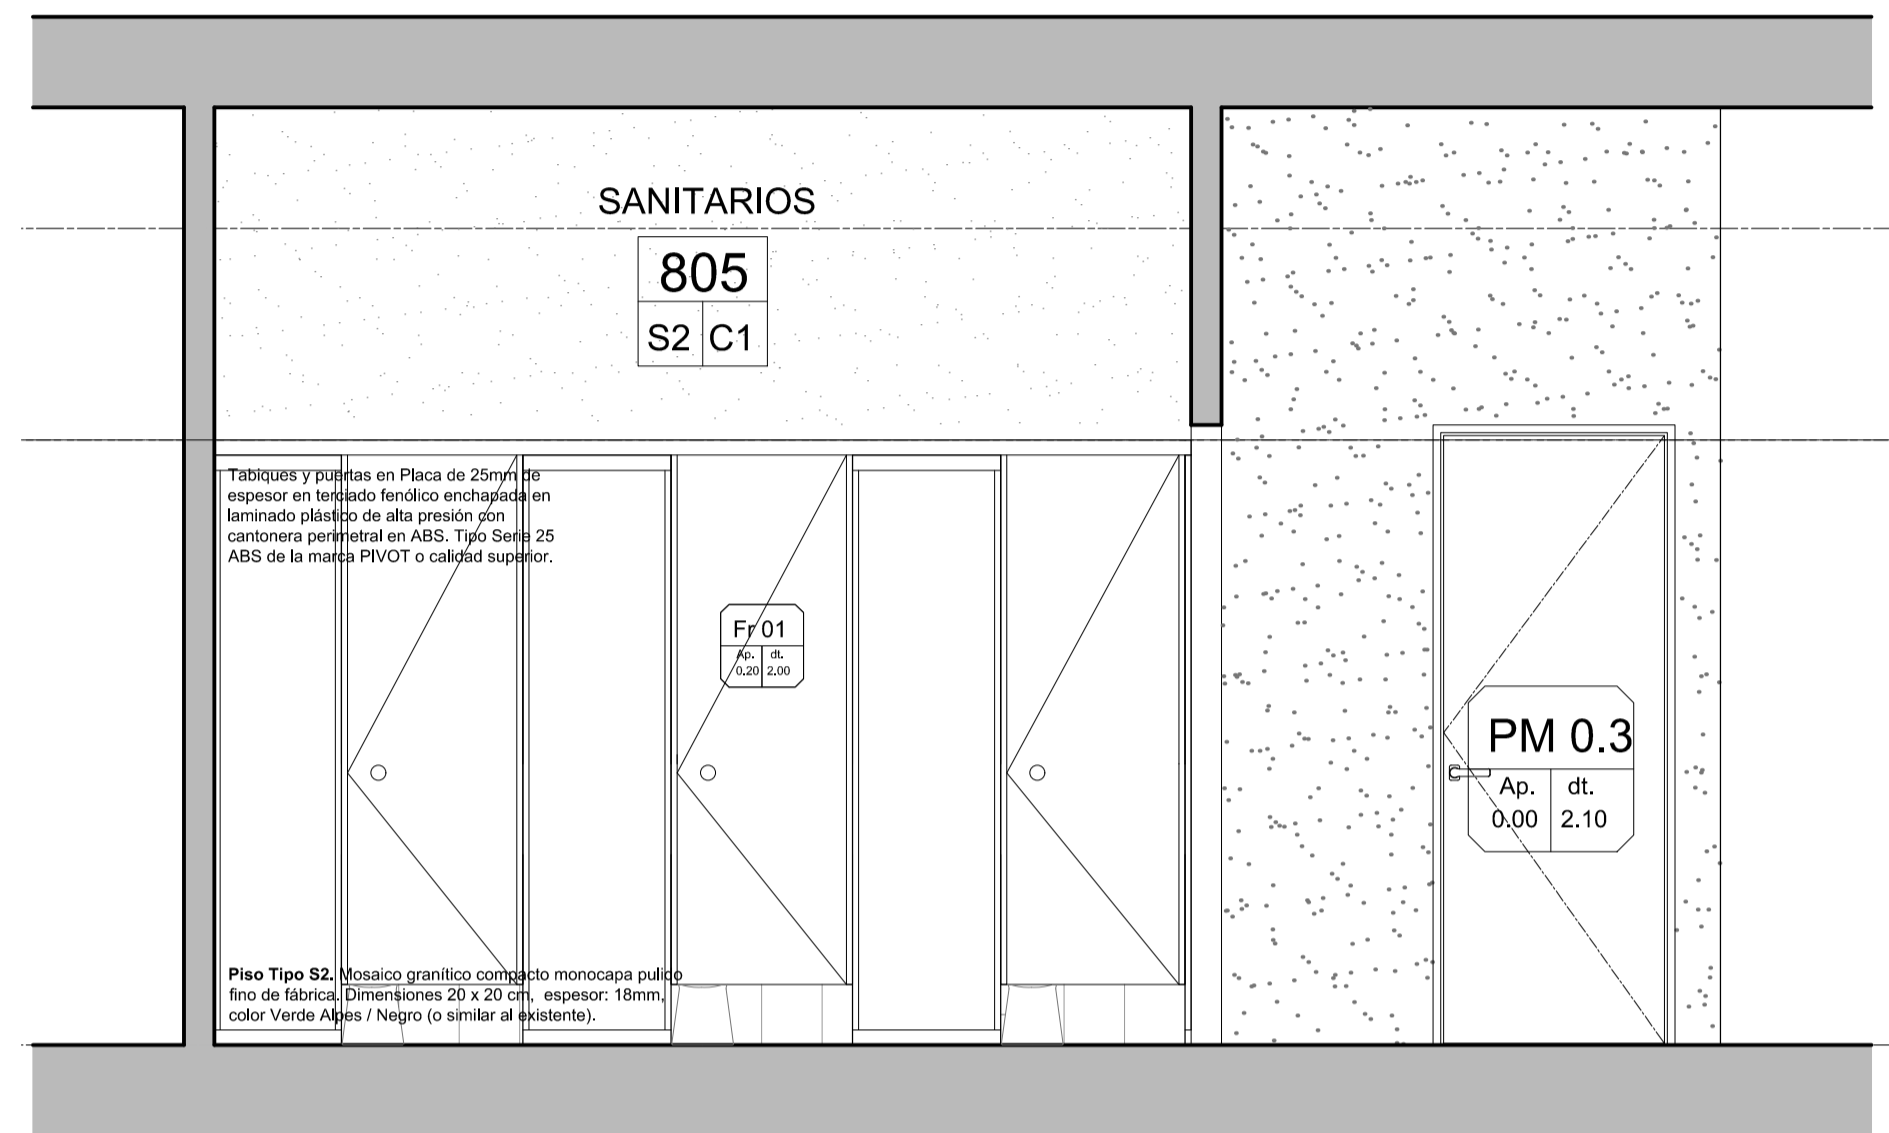 SANITARIOS
805
S2 C1
Tabiques y puertas en Placa de 25mm de
espesor en terciado fenólico enchapada en
laminado plástico de alta presión con
cantonera perimetral en ABS. Tipo Serie 25
ABS de la marca PIVOT o calidad superior.
Fr 01
Ap. dt.
0.20 2.00
PM 0.3
Ap. dt.
0.00 2.10
Piso Tipo S2. Mosaico granítico compacto monocapa pulido
fino de fábrica. Dimensiones 20 x 20 cm, espesor: 18mm,
color Verde Alpes / Negro (o similar al existente).